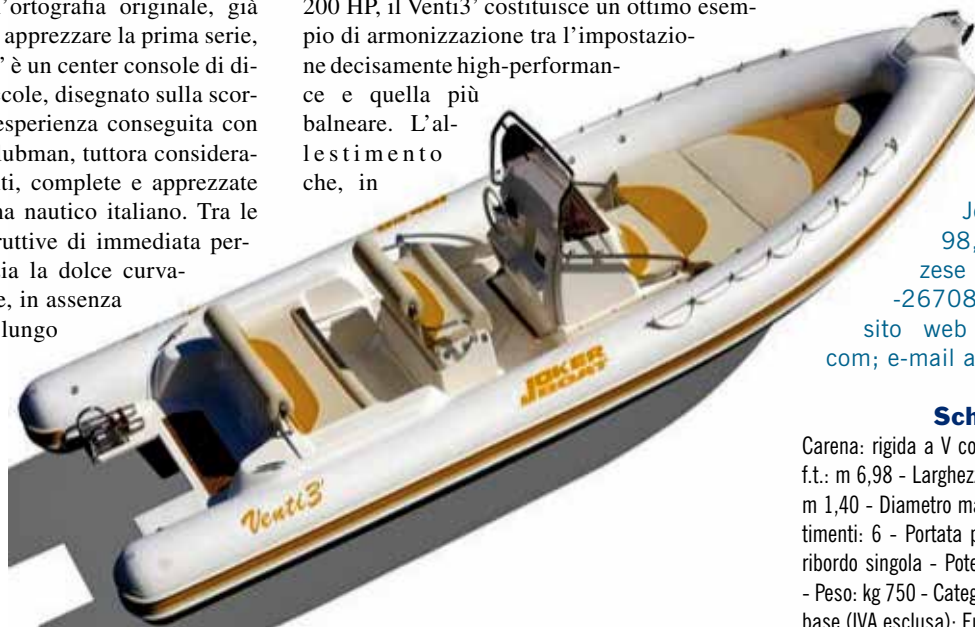 l'ortografia originale, già
apprezzare la prima serie,
è un center console di di-
cole, disegnato sulla scor-
esperienza conseguita con
lubman, tuttora considera-
ti, complete e apprezzate
na nautico italiano. Tra le
ruttive di immediata per-
ia la dolce curva-
e, in assenza
lungo
200 HP, il Venti3' costituisce un ottimo esem-
pio di armonizzazione tra l'impostazio-
ne decisamente high-performan-
ce e quella più
balneare. L'al-
lestimento
che, in
JOKER
BOAT
Venti3'
98,
zese
-26708
sito web
com; e-mail a
Sch
Carena: rigida a V co
f.t.: m 6,98 - Larghez
m 1,40 - Diametro ma
timenti: 6 - Portata p
ribordo singola - Pote
- Peso: kg 750 - Categ
base (IVA esclusa): E